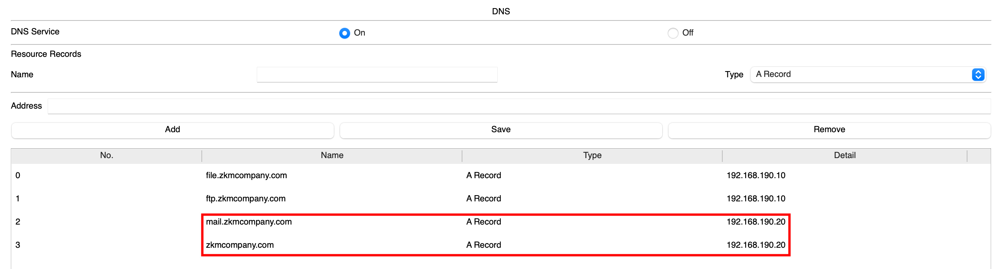 DNS
DNS Service On Off
Resource Records
Name Type A Record
Address
Add Save Remove
No. Name Type Detail
0 file.zkmcompany.com A Record 192.168.190.10
1 ftp.zkmcompany.com A Record 192.168.190.10
2 mail.zkmcompany.com A Record 192.168.190.20
3 zkmcompany.com A Record 192.168.190.20